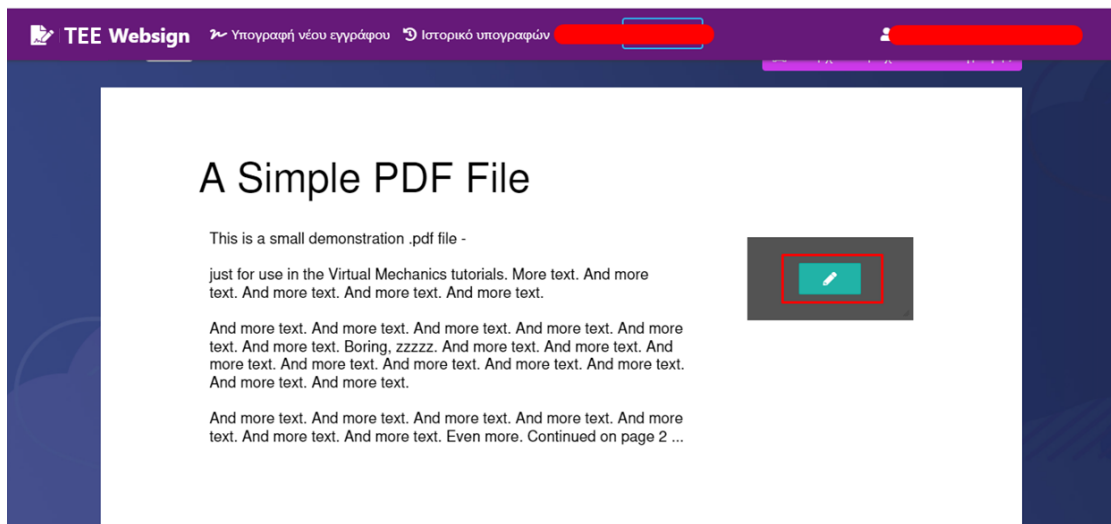 TEE Websign Υπογραφή νέου εγγράφου Ιστορικό υπογραφών
A Simple PDF File
This is a small demonstration .pdf file -
just for use in the Virtual Mechanics tutorials. More text. And more
text. And more text. And more text. And more text.
And more text. And more text. And more text. And more text. And more
text. And more text. Boring, zzzzz. And more text. And more text. And
more text. And more text. And more text. And more text. And more text.
And more text. And more text.
And more text. And more text. And more text. And more text. And more
text. And more text. And more text. Even more. Continued on page 2 ...